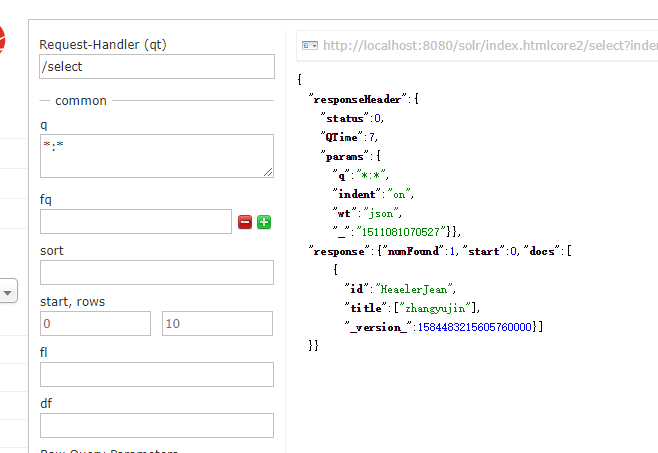 Request-Handler (qt)
/select
common
q
*:*
fq
sort
start, rows
0
10
fl
df
http://localhost:8080/solr/index.htmlcore2/select?inden
{
"responseHeader":{
"status":0,
"QTime":7,
"params":{
"q":"*:*",
"indent":"on",
"wt":"json",
"_":"1511081070527"}},
"response":{"numFound":1,"start":0,"docs":[
{
"id":"HeaelerJean",
"title":["zhangyujin"],
"_version_":1584483215605760000}]
}}